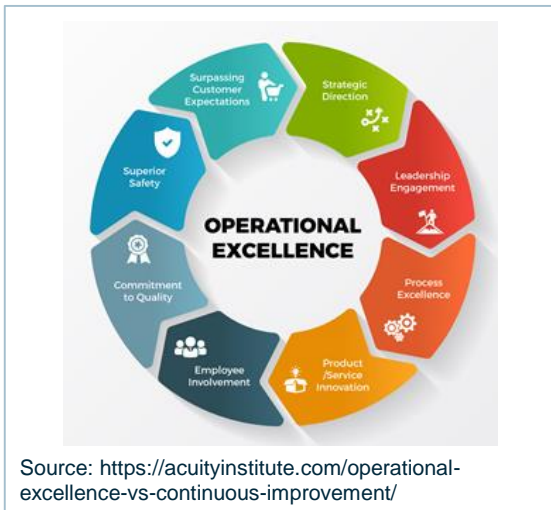 OPERATIONAL
EXCELLENCE
Strategic
Direction
Leadership
Engagement
Process
Excellence
Product
/Service
Innovation
Employee
Involvement
Commitment
to Quality
Superior
Safety
Surpassing
Customer
Expectations
Source: https://acuityinstitute.com/operational-
excellence-vs-continuous-improvement/